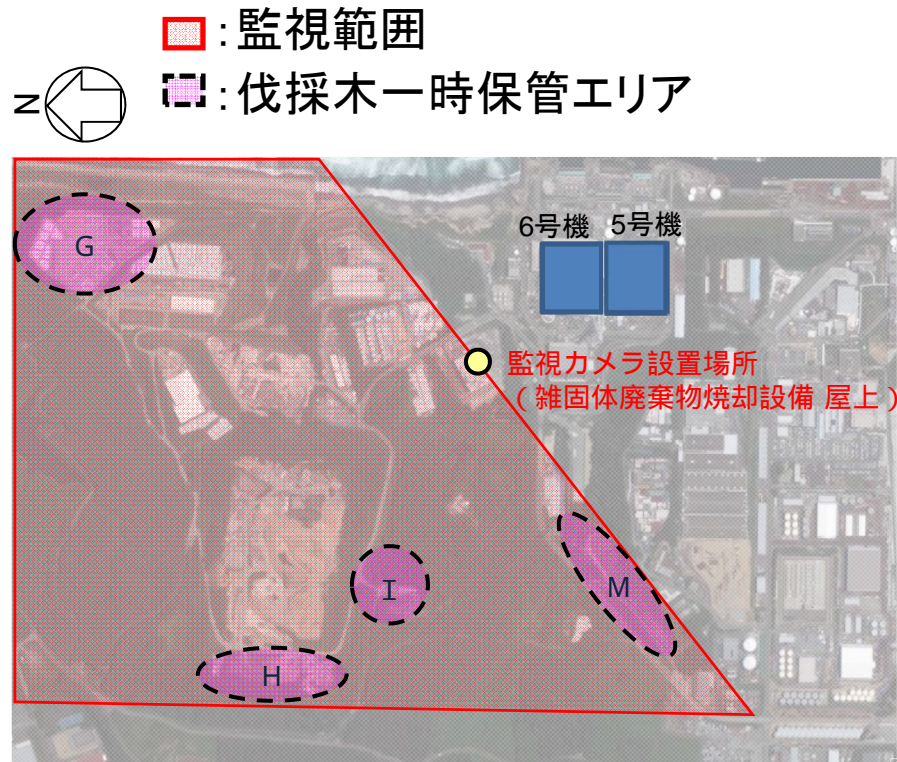 ：監視範囲
N
：伐採木一時保管エリア
6号機 5号機
G
監視カメラ設置場所
（雑固体廃棄物焼却設備 屋上）
I
M
H